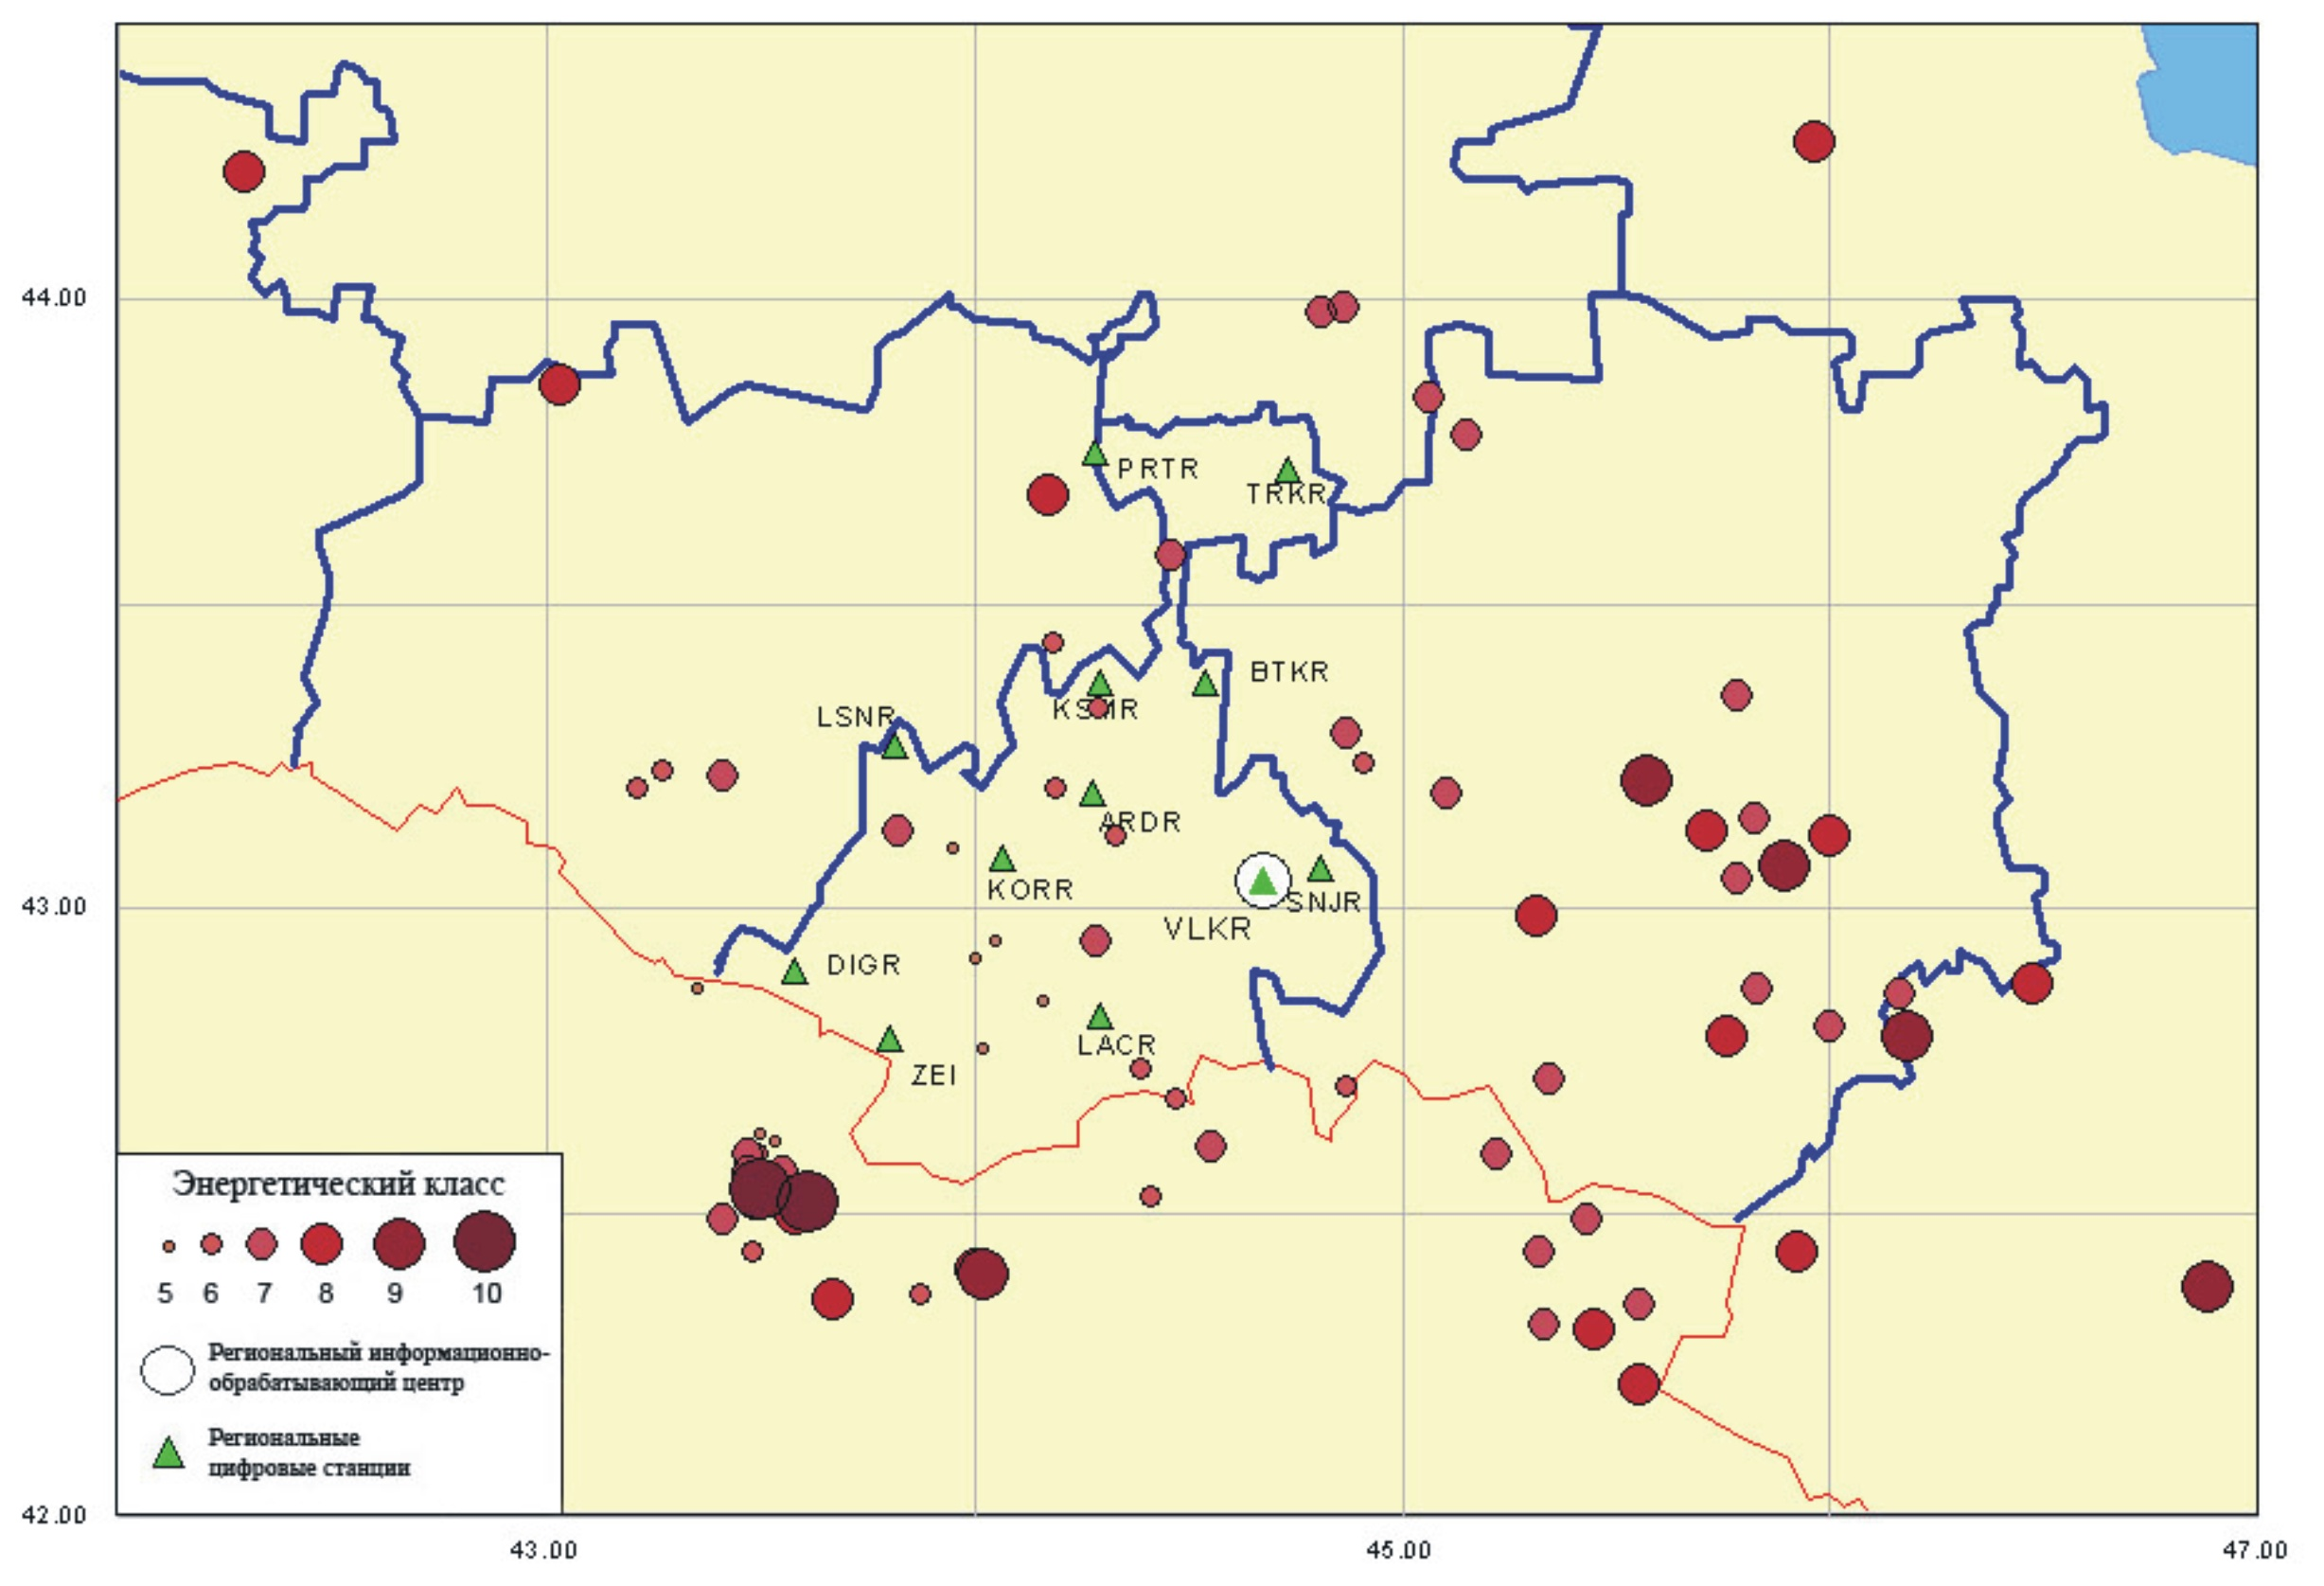 44.00
PRTR
TRKR
BTKR
LSNR
KSMR
ARDR
KORR
43.00
SNJR
VLKR
DIGR
LACR
ZEI
Энергетический класс
5 6 7 8 9 10
Региональный информационно-
обрабатывающий центр
Региональные
цифровые станции
42.00
43.00 45.00 47.00